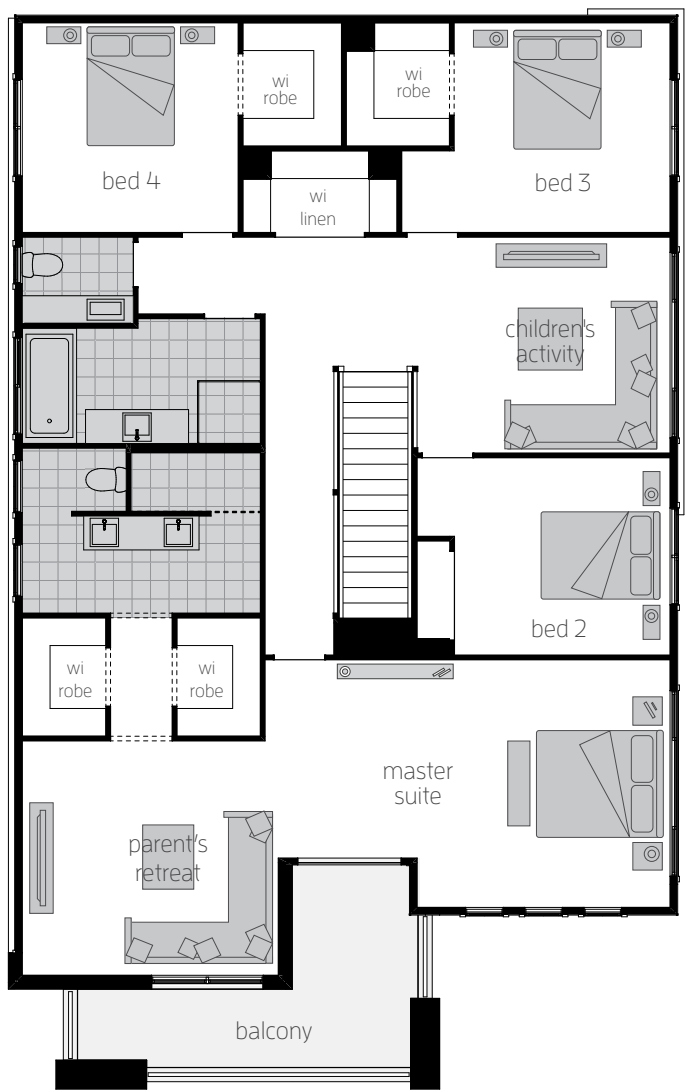 wi
robe
wi
robe
bed 4
bed 3
wi
linen
children's
activity
bed 2
wi
robe
wi
robe
master
suite
parent's
retreat
balcony